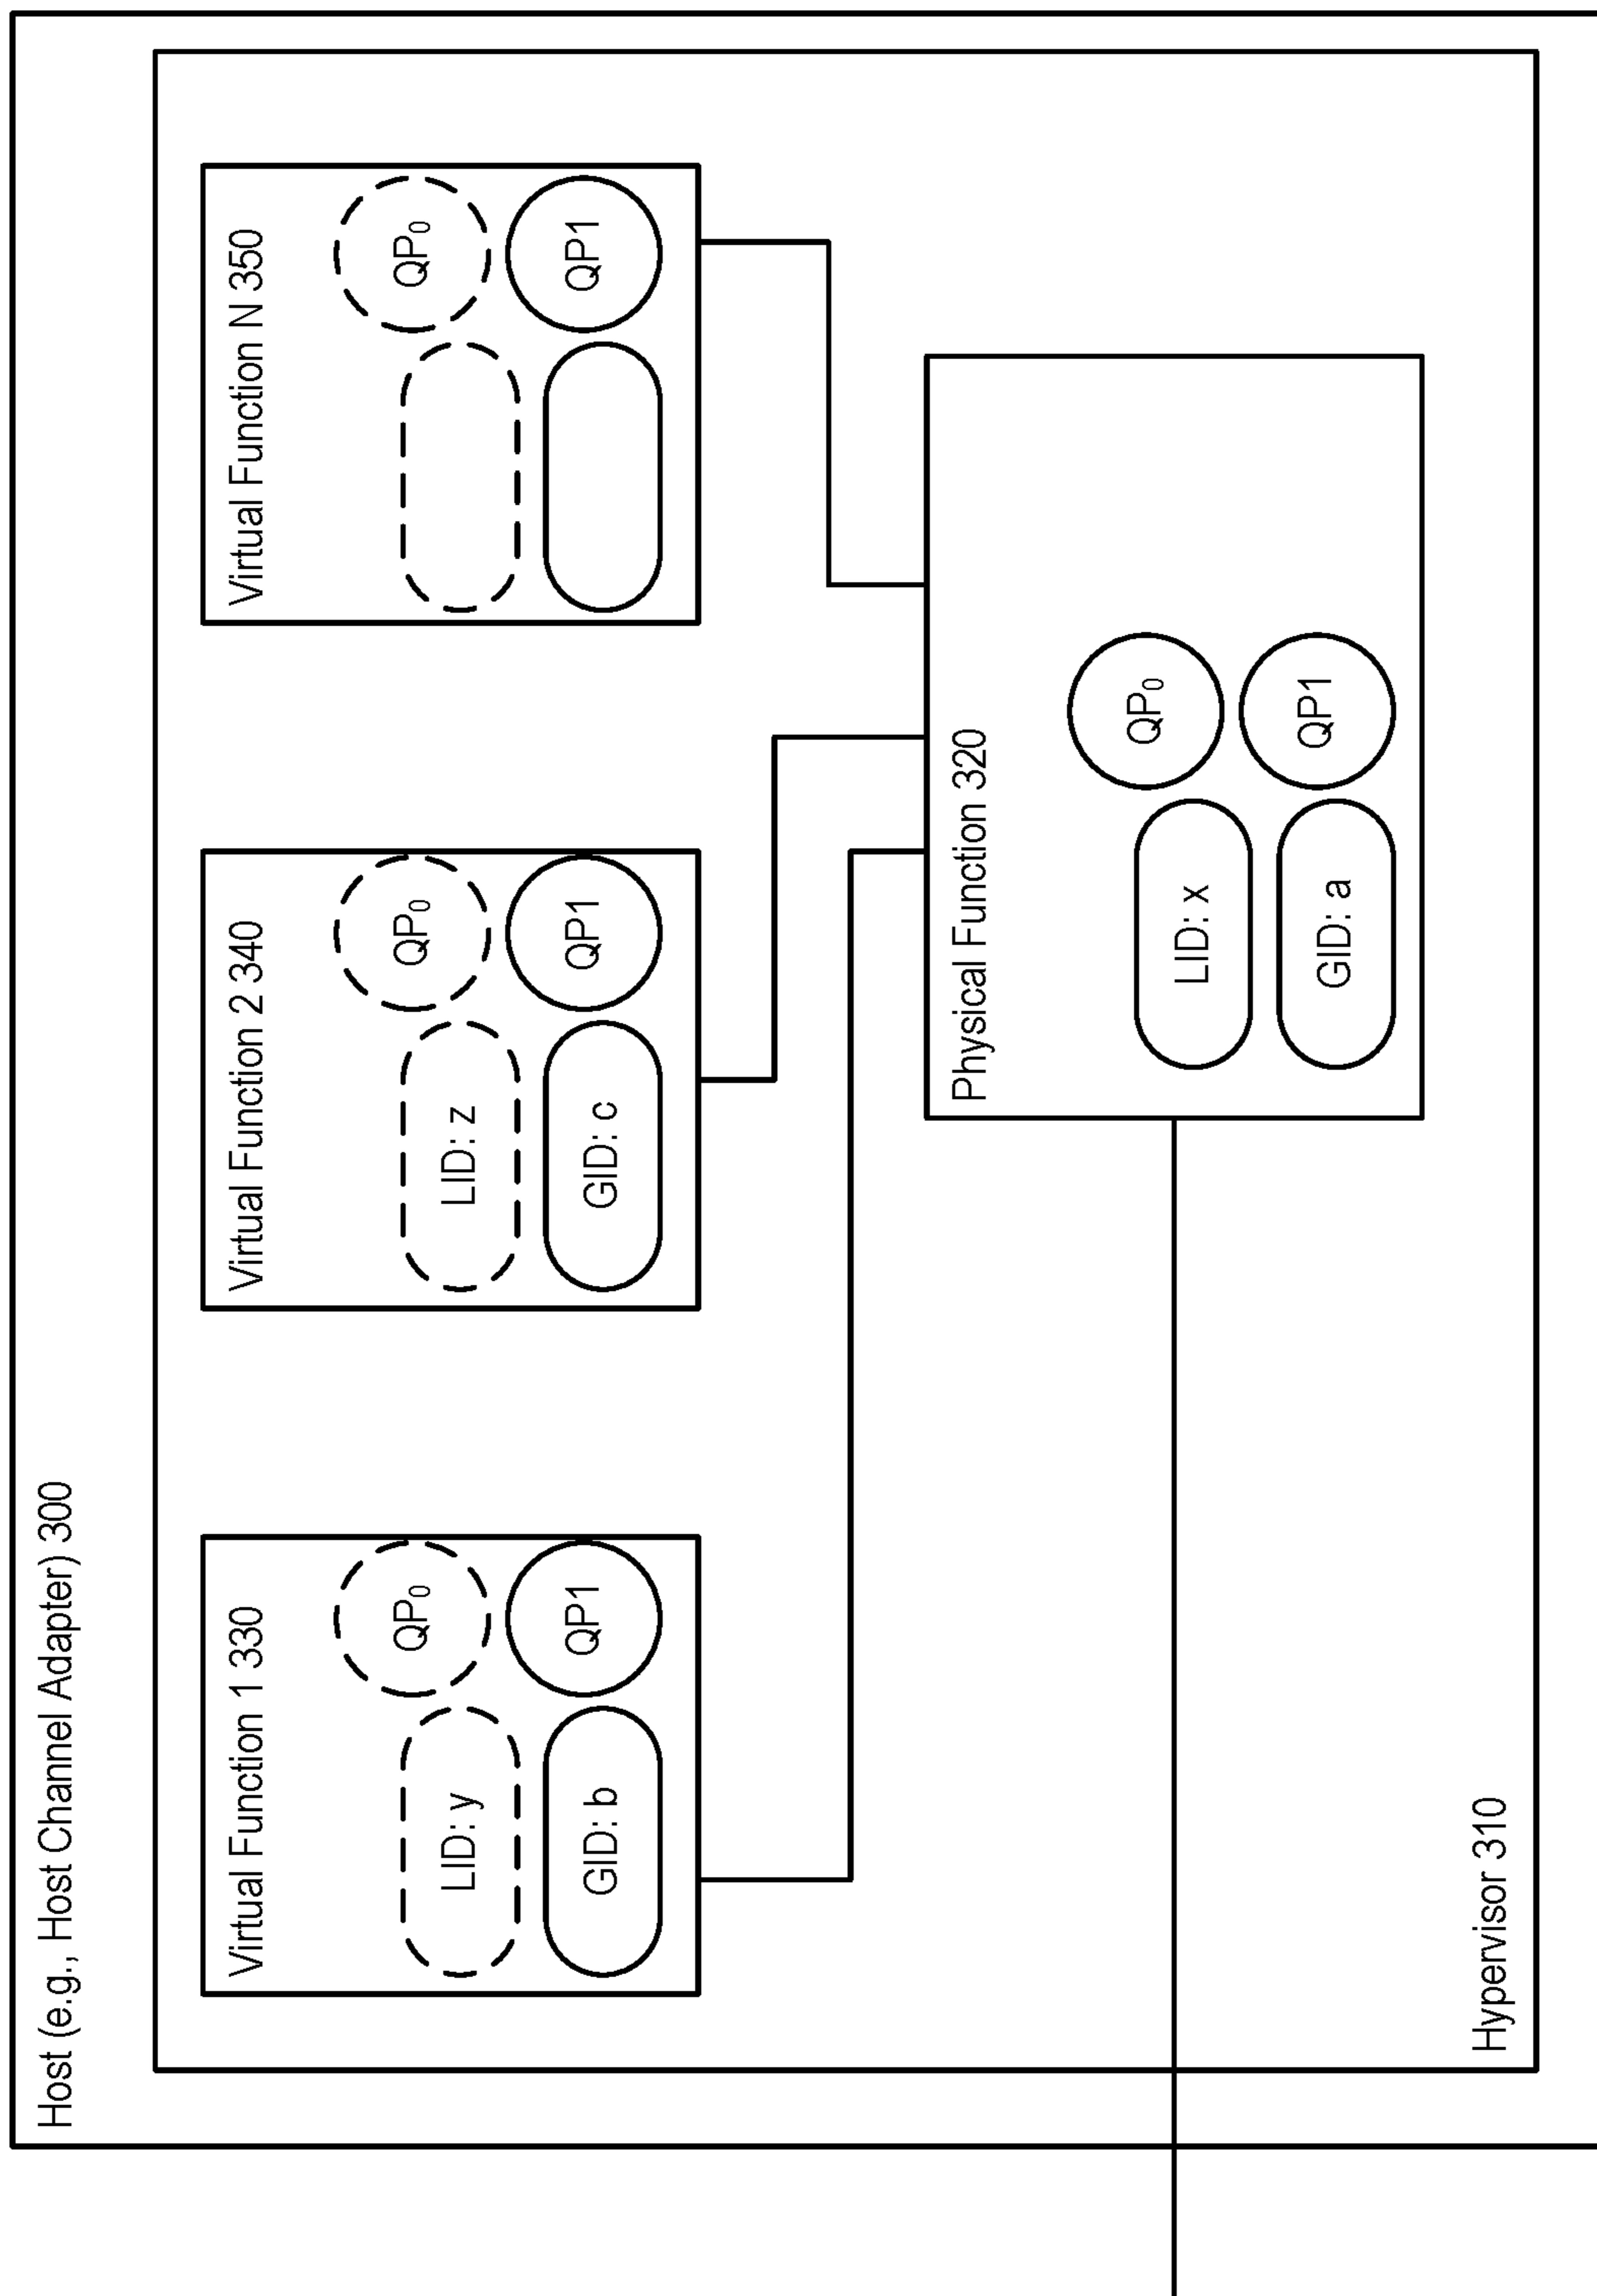 Host (e.g., Host Channel Adapter) 300
Virtual Function 1 330
QP₀
LID: y
QP1
GID: b
Virtual Function 2 340
QP₀
LID: z
QP1
GID: c
Virtual Function N 350
QP₀
QP1
Physical Function 320
QP₀
LID: x
QP1
GID: a
Hypervisor 310